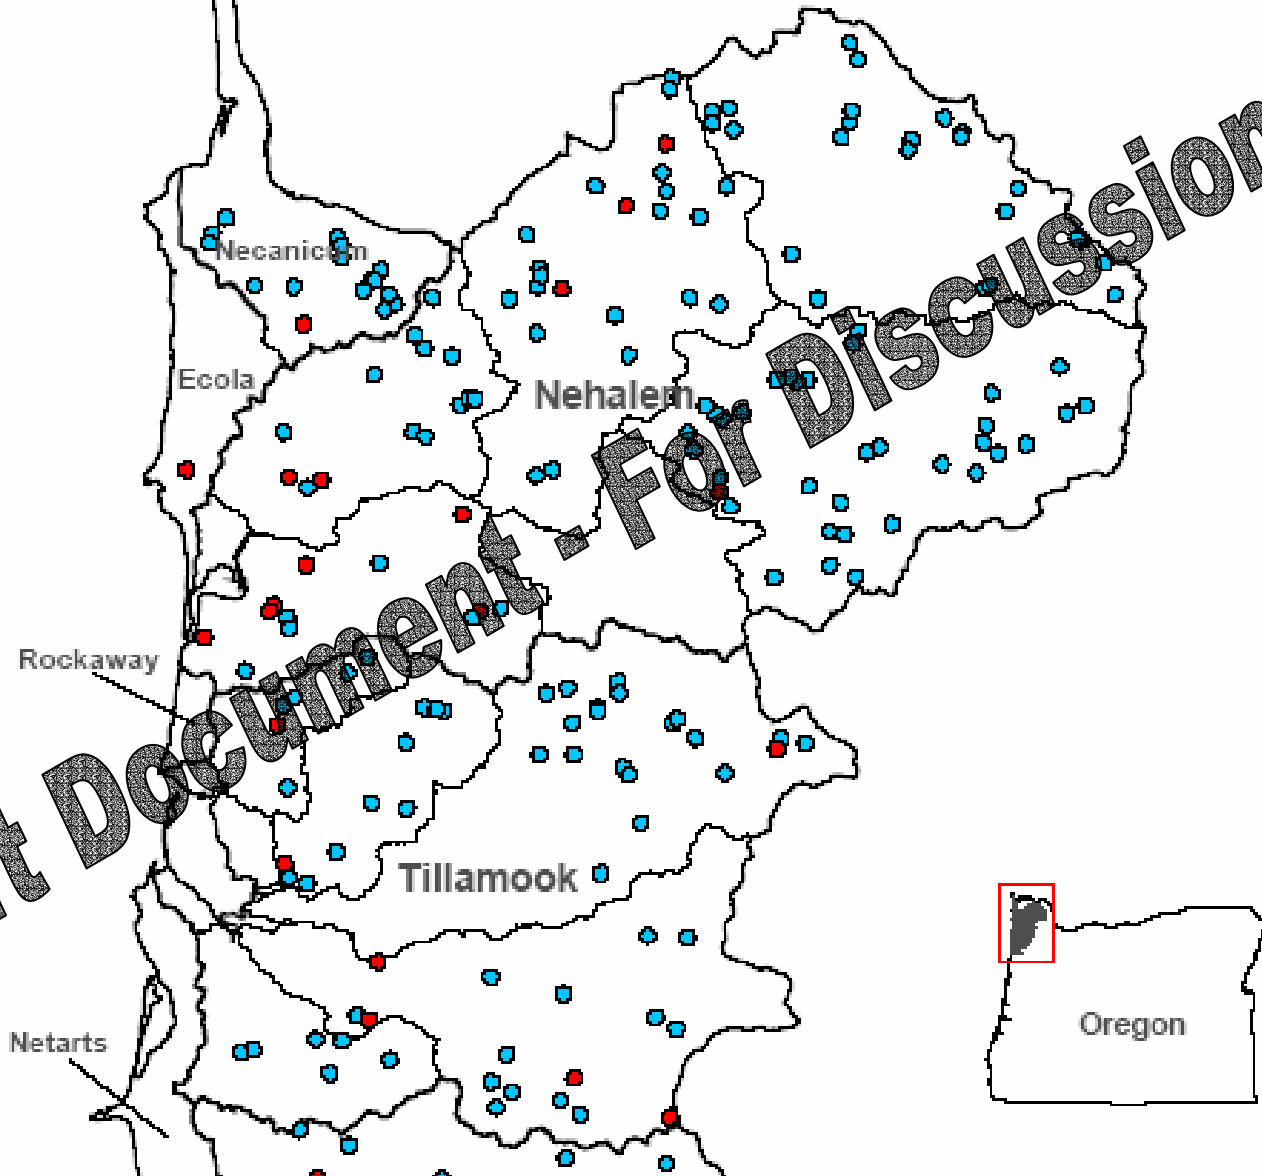 Necanicum
Ecola
Nehalem
Rockaway
Tillamook
Netarts
Oregon
Document - For Discussion